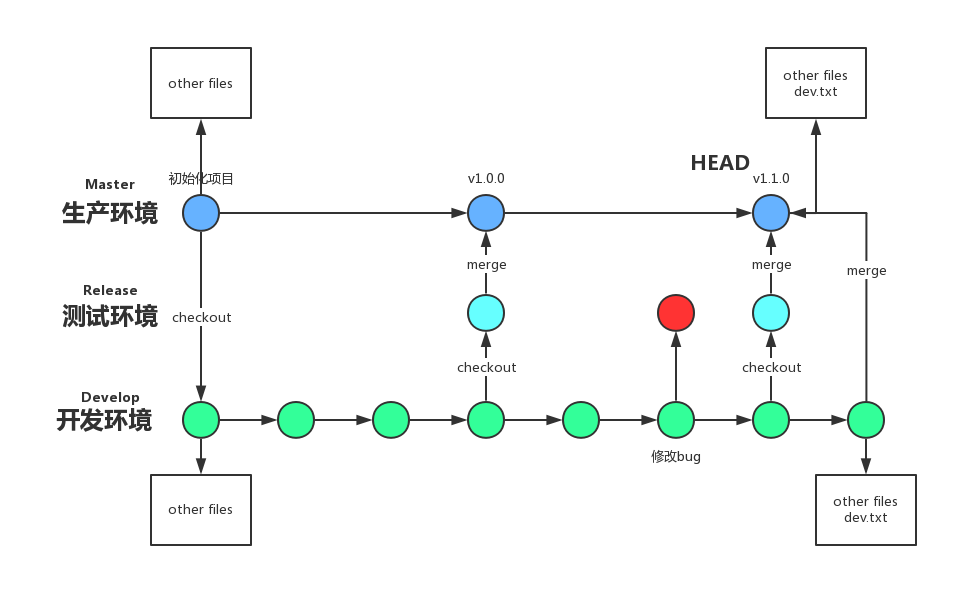 other files
other files
dev.txt
HEAD
Master
初始化项目
v1.0.0
v1.1.0
生产环境
merge
merge
merge
Release
测试环境
checkout
checkout
checkout
Develop
开发环境
修改bug
other files
other files
dev.txt